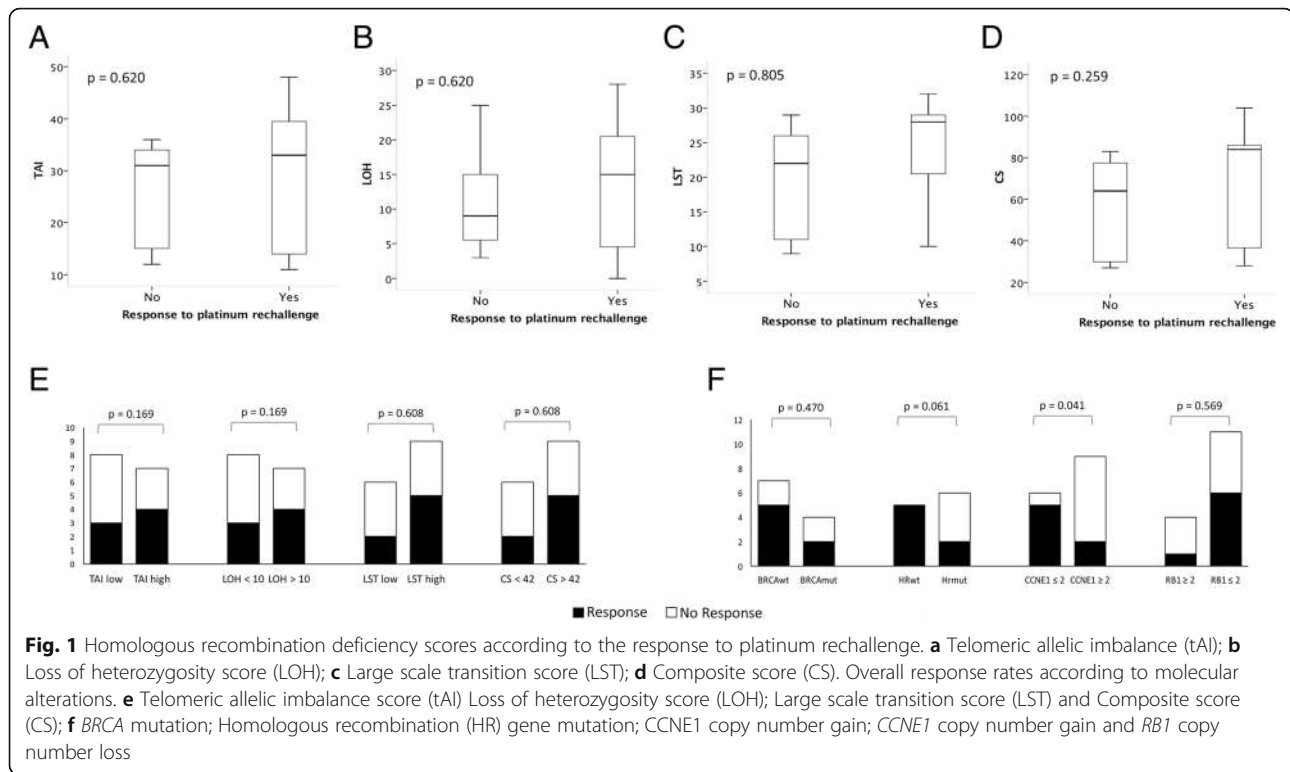 A
p = 0.620
TAI
50
40
30
20
10
No
Yes
Response to platinum rechallenge
B
p = 0.620
LOH
30
25
20
15
10
5
0
No
Yes
Response to platinum rechallenge
C
p = 0.805
LST
35
30
25
20
15
10
5
No
Yes
Response to platinum rechallenge
D
p = 0.259
CS
120
100
80
60
40
20
No
Yes
Response to platinum rechallenge
E
p = 0.169
p = 0.169
p = 0.608
p = 0.608
10
9
8
7
6
5
4
3
2
1
0
TAI low
TAI high
LOH < 10
LOH > 10
LST low
LST high
CS < 42
CS > 42
F
p = 0.470
p = 0.061
p = 0.041
p = 0.569
12
10
8
6
4
2
0
BRCAwt
BRCAmut
HRwt
Hrmut
CCNE1 ≤ 2
CCNE1 ≥ 2
RB1 ≥ 2
RB1 ≤ 2
Response
No Response
Fig. 1 Homologous recombination deficiency scores according to the response to platinum rechallenge. a Telomeric allelic imbalance (tAI); b
Loss of heterozygosity score (LOH); c Large scale transition score (LST); d Composite score (CS). Overall response rates according to molecular
alterations. e Telomeric allelic imbalance score (tAI) Loss of heterozygosity score (LOH); Large scale transition score (LST) and Composite score
(CS); f BRCA mutation; Homologous recombination (HR) gene mutation; CCNE1 copy number gain; CCNE1 copy number gain and RB1 copy
number loss